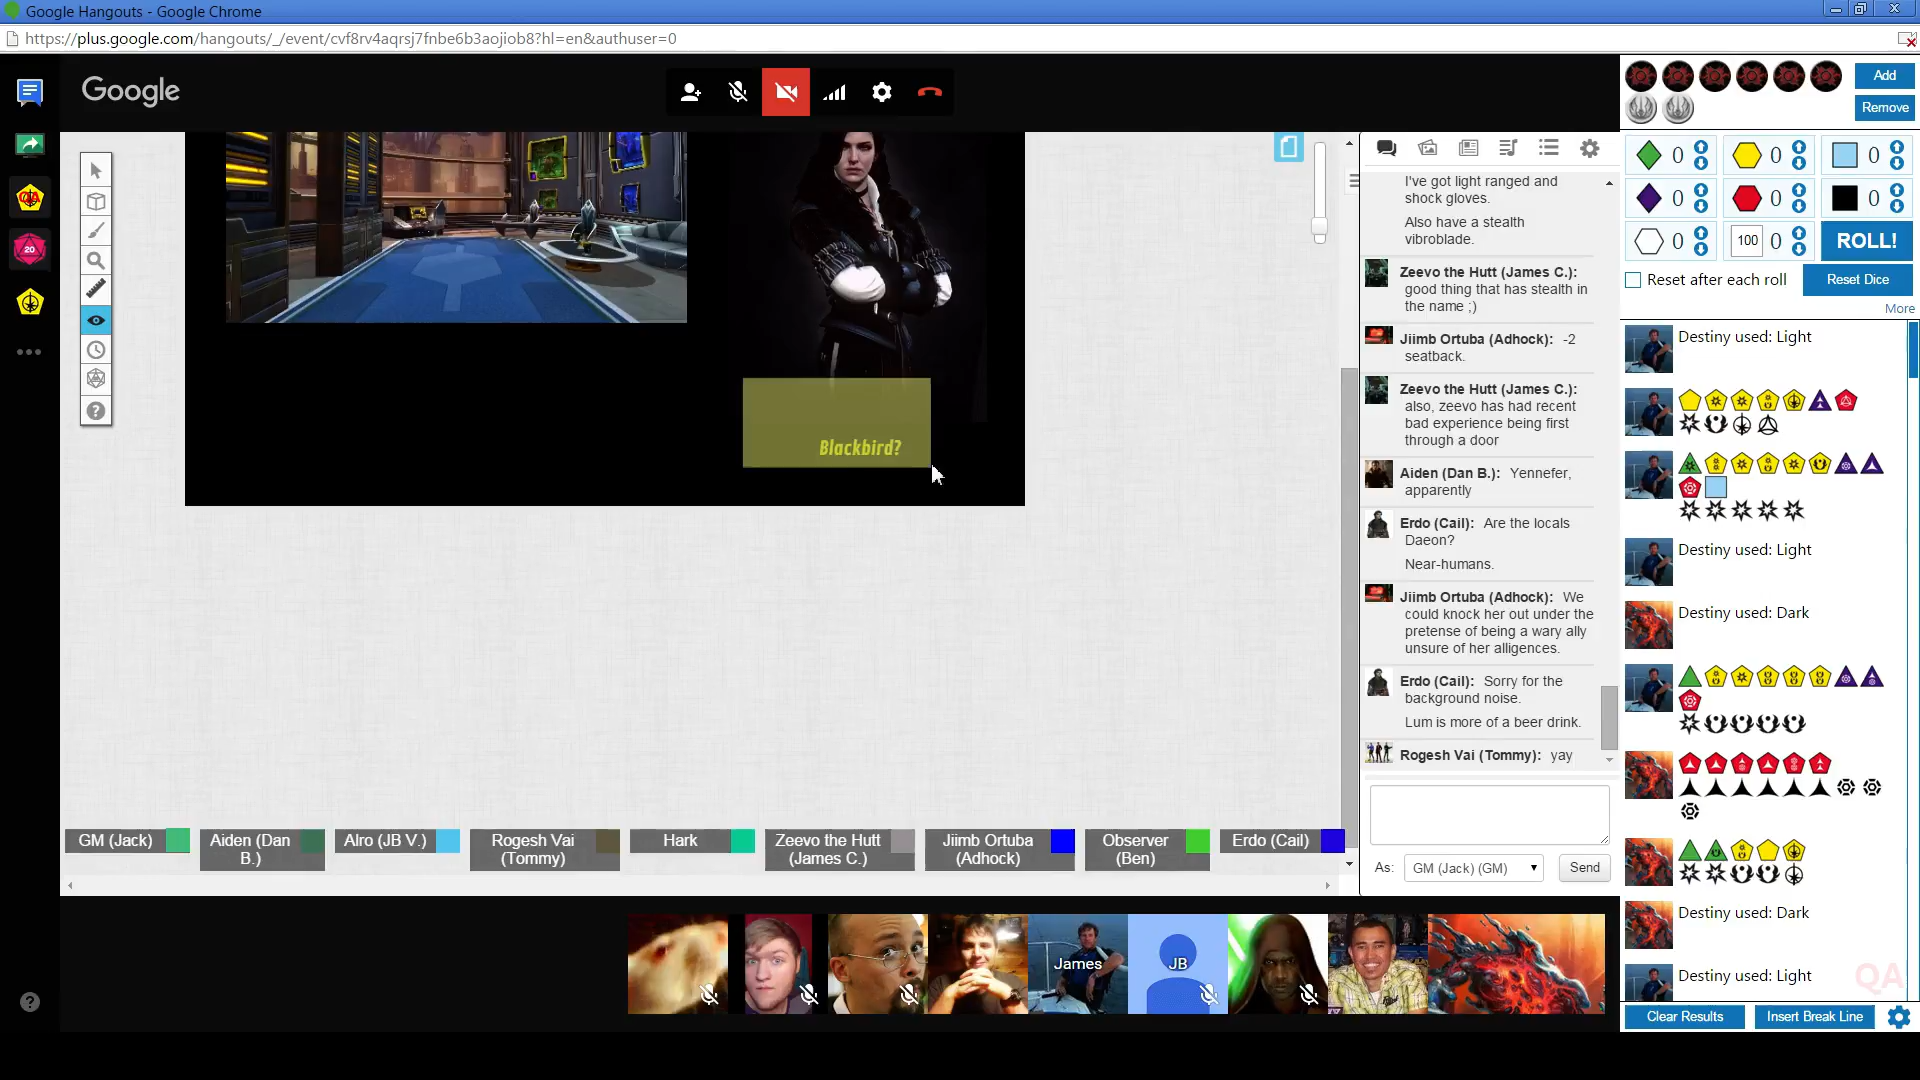 Google Hangouts - Google Chrome
https://plus.google.com/hangouts/_/event/cvf8rv4aqrsj7fnbe6b3aojiob8?hl=en&authuser=0
Google
Blackbird?
I've got light ranged and
shock gloves.
Also have a stealth
vibroblade.
Zeevo the Hutt (James C.):
good thing that has stealth in
the name ;)
Jiimb Ortuba (Adhock): -2
seatback.
Zeevo the Hutt (James C.):
also, zeevo has had recent
bad experience being first
through a door
Aiden (Dan B.): Yennefer,
apparently
Erdo (Cail): Are the locals
Daeon?
Near-humans.
Jiimb Ortuba (Adhock): We
could knock her out under the
pretense of being a wary ally
unsure of her alligences.
Erdo (Cail): Sorry for the
background noise.
Lum is more of a beer drink.
Rogesh Vai (Tommy): yay
As: GM (Jack) (GM) Send
GM (Jack)
Aiden (Dan
B.)
Alro (JB V.)
Rogesh Vai
(Tommy)
Hark
Zeevo the Hutt
(James C.)
Jiimb Ortuba
(Adhock)
Observer
(Ben)
Erdo (Cail)
James
JB
20
QA
Add
Remove
0 0 0
0 0 0
0 100 0 ROLL!
Reset after each roll
Reset Dice
More
Destiny used: Light
Destiny used: Light
Destiny used: Dark
Destiny used: Dark
Destiny used: Light
QA
Clear Results
Insert Break Line